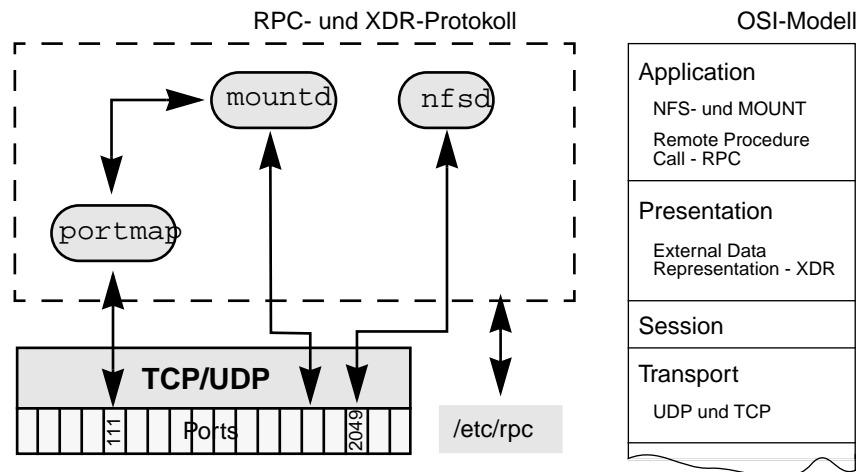 RPC- und XDR-Protokoll
mountd
nfsd
portmap
TCP/UDP
111
Ports
2049
/etc/rpc
OSI-Modell
Application
NFS- und MOUNT
Remote Procedure
Call - RPC
Presentation
External Data
Representation - XDR
Session
Transport
UDP und TCP